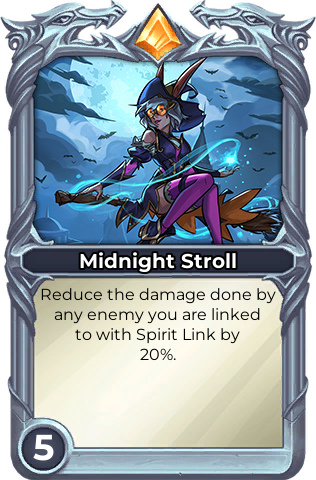 Midnight Stroll
Reduce the damage done by
any enemy you are linked
to with Spirit Link by
20%.
5